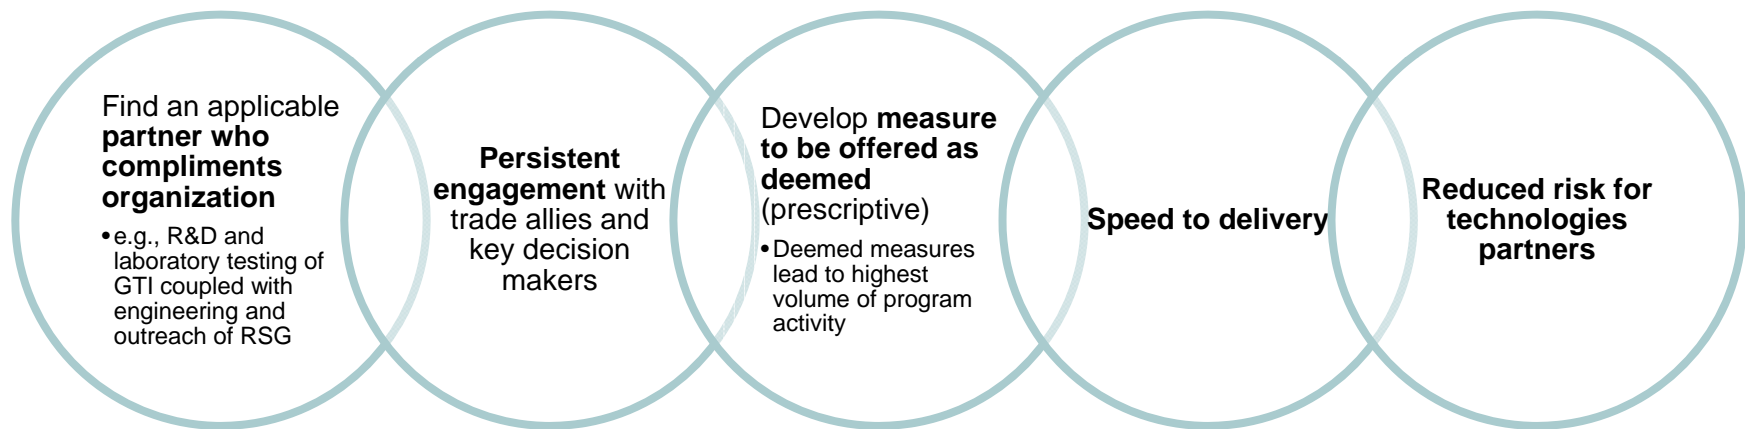 Find an applicable
partner who
compliments
organization
•e.g., R&D and
laboratory testing of
GTI coupled with
engineering and
outreach of RSG
Persistent
engagement with
trade allies and
key decision
makers
Develop measure
to be offered as
deemed
(prescriptive)
•Deemed measures
lead to highest
volume of program
activity
Speed to delivery
Reduced risk for
technologies
partners